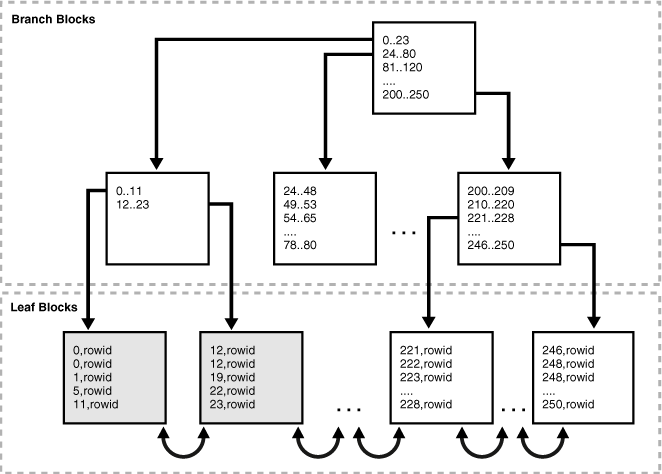 Branch Blocks
0..23
24..80
81..120
....
200..250
0..11
12..23
24..48
49..53
54..65
....
78..80
...
200..209
210..220
221..228
....
246..250
Leaf Blocks
0,rowid
0,rowid
1,rowid
5,rowid
11,rowid
12,rowid
12,rowid
19,rowid
22,rowid
23,rowid
...
221,rowid
222,rowid
223,rowid
....
228,rowid
...
246,rowid
248,rowid
248,rowid
....
250,rowid